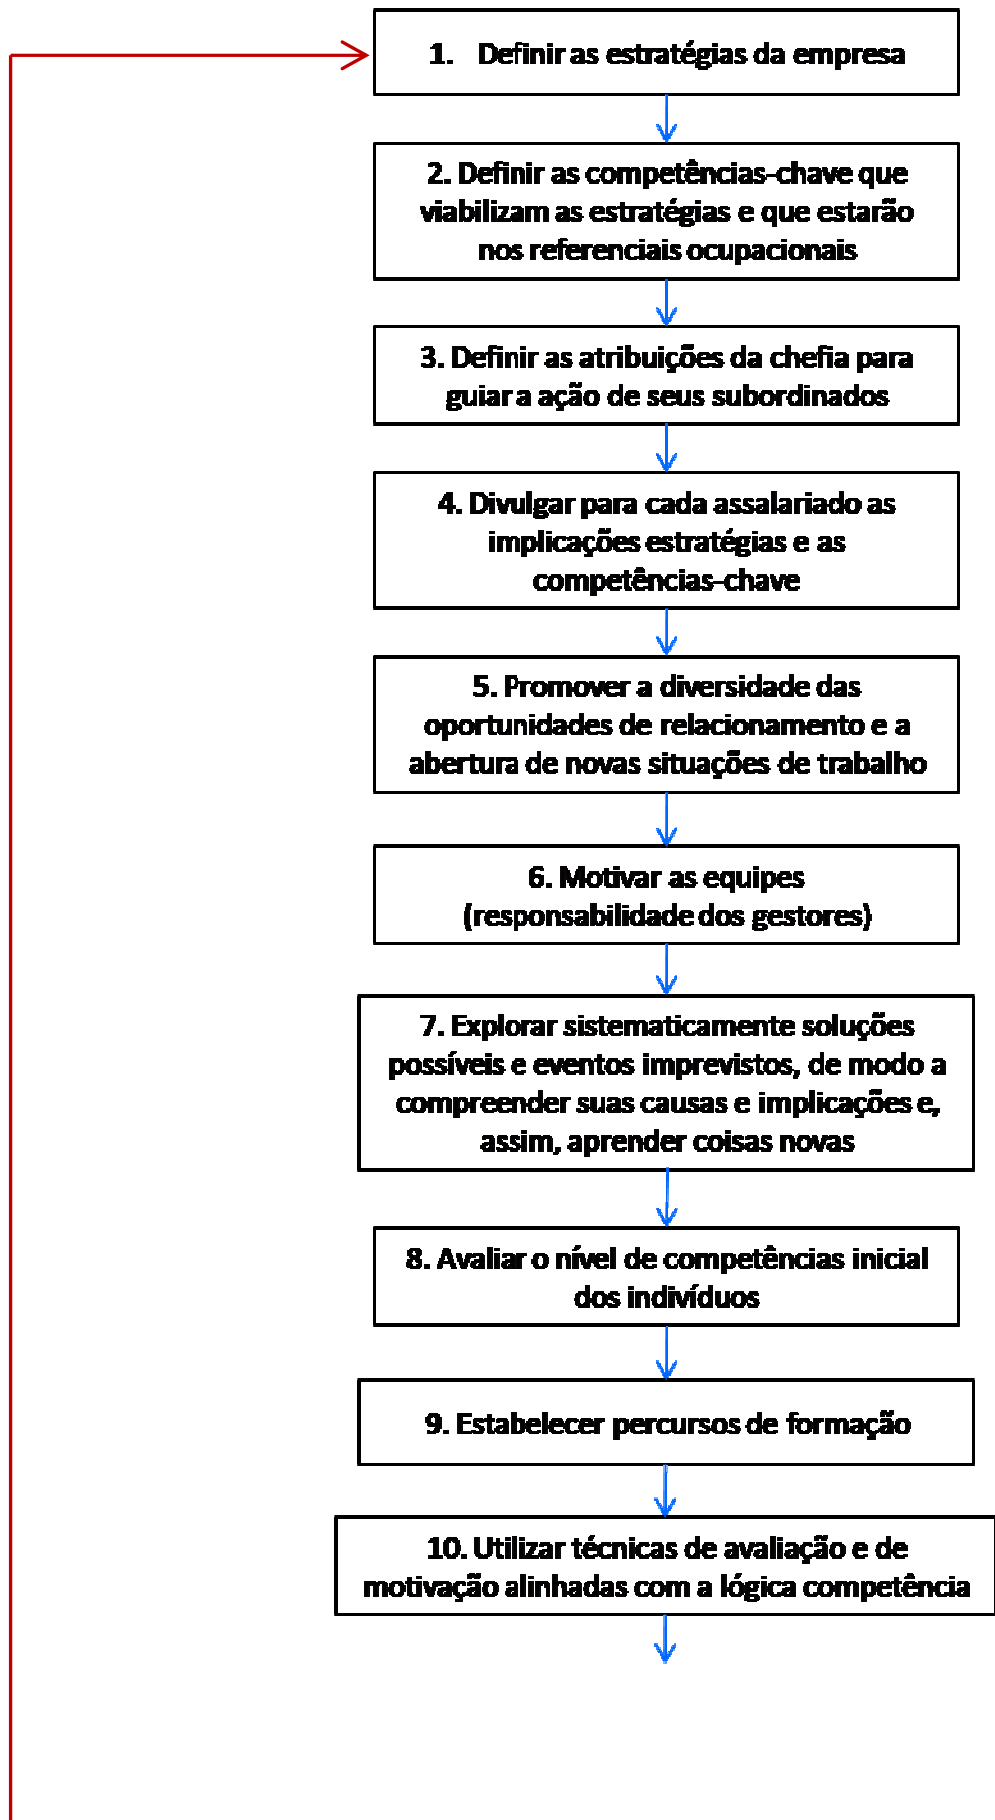 1. Definir as estratégias da empresa
2. Definir as competências-chave que
viabilizam as estratégias e que estarão
nos referenciais ocupacionais
3. Definir as atribuições da chefia para
guiar a ação de seus subordinados
4. Divulgar para cada assalariado as
implicações estratégias e as
competências-chave
5. Promover a diversidade das
oportunidades de relacionamento e a
abertura de novas situações de trabalho
6. Motivar as equipes
(responsabilidade dos gestores)
7. Explorar sistematicamente soluções
possíveis e eventos imprevistos, de modo a
compreender suas causas e implicações e,
assim, aprender coisas novas
8. Avaliar o nível de competências inicial
dos indivíduos
9. Estabelecer percursos de formação
10. Utilizar técnicas de avaliação e de
motivação alinhadas com a lógica competência